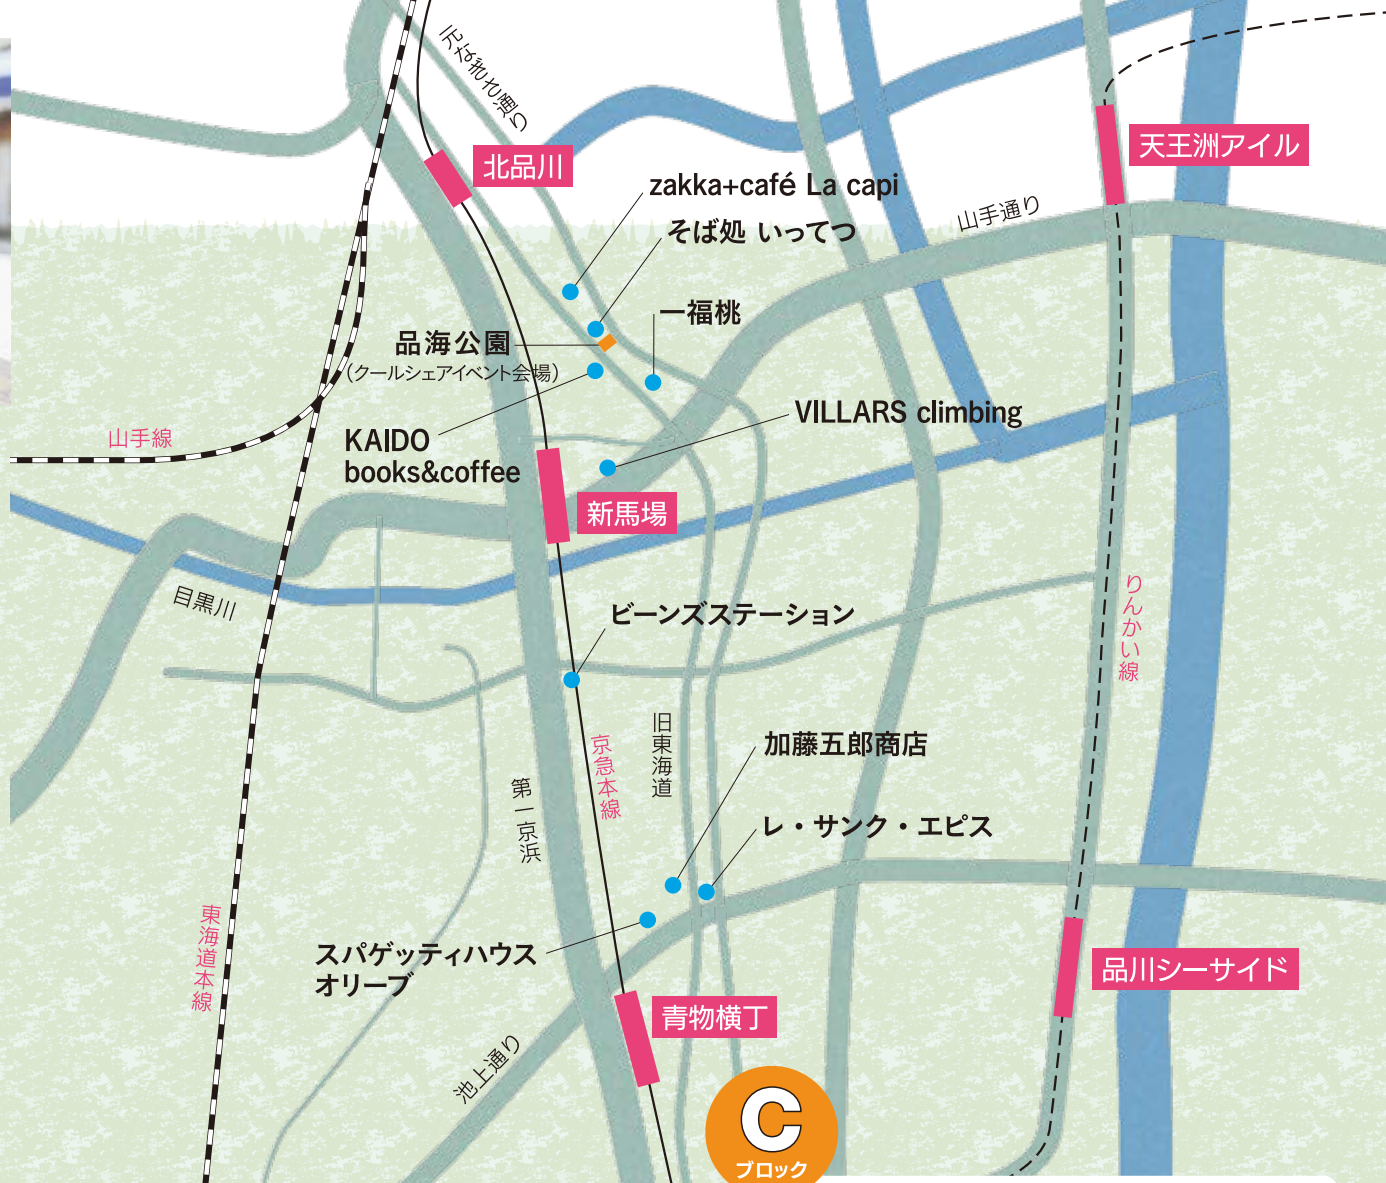 元なぎさ通り
北品川
天王洲アイル
zakka+café La capi
山手通り
そば処 いってつ
一福桃
品海公園
（クールシェアイベント会場）
VILLARS climbing
山手線
KAIDO
books&coffee
新馬場
目黒川
りんかい線
ビーンズステーション
旧東海道
京急本線
加藤五郎商店
第一京浜
レ・サンク・エピス
東海道本線
スパゲッティハウス
オリーブ
品川シーサイド
青物横丁
池上通り
C
ブロック